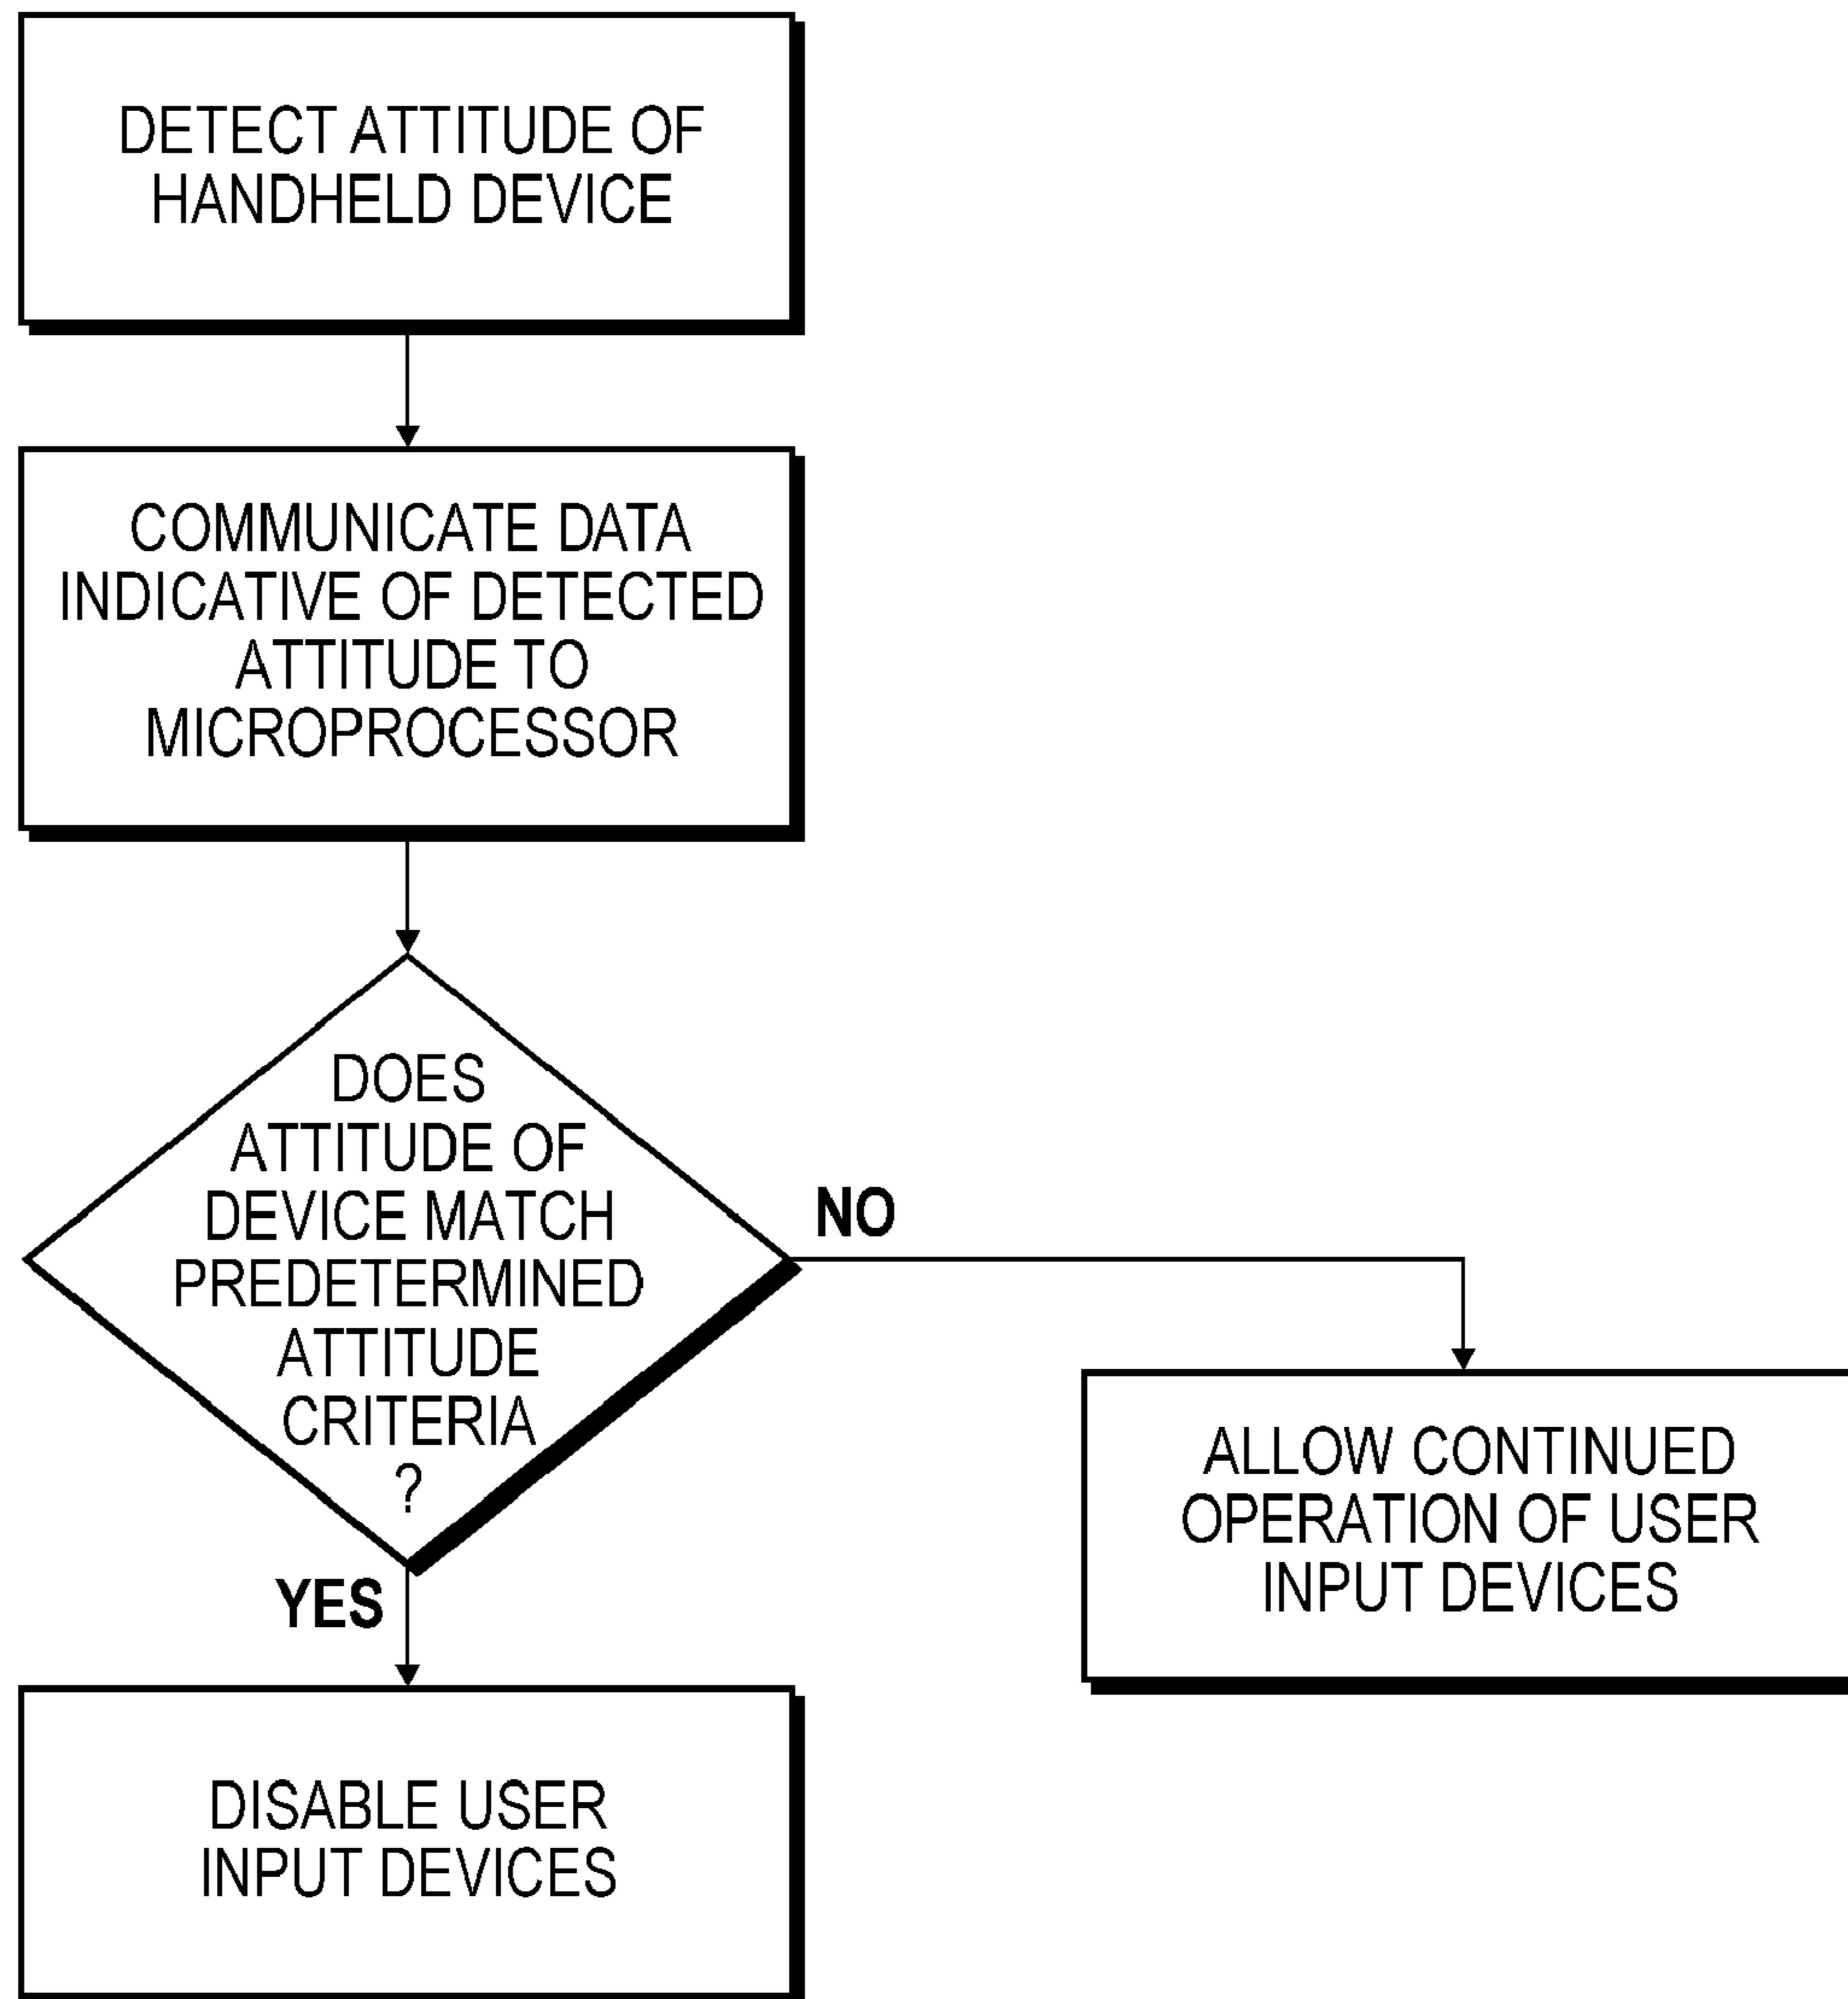 DETECT ATTITUDE OF
HANDHELD DEVICE
COMMUNICATE DATA
INDICATIVE OF DETECTED
ATTITUDE TO
MICROPROCESSOR
DOES
ATTITUDE OF
DEVICE MATCH
PREDETERMINED
ATTITUDE
CRITERIA
?
NO
ALLOW CONTINUED
OPERATION OF USER
INPUT DEVICES
YES
DISABLE USER
INPUT DEVICES